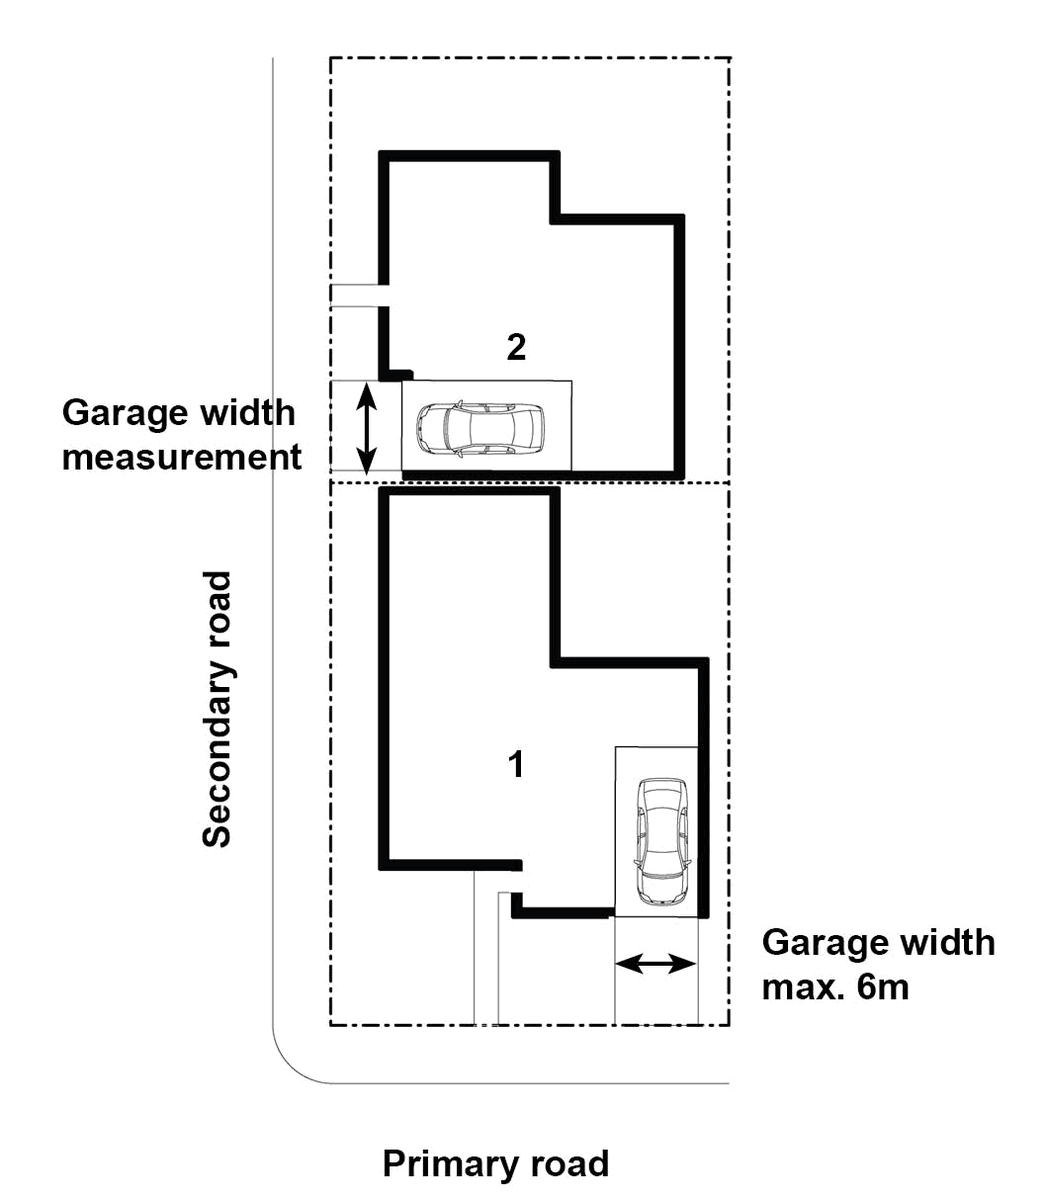 2
Garage width
measurement
Secondary road
1
Garage width
max. 6m
Primary road